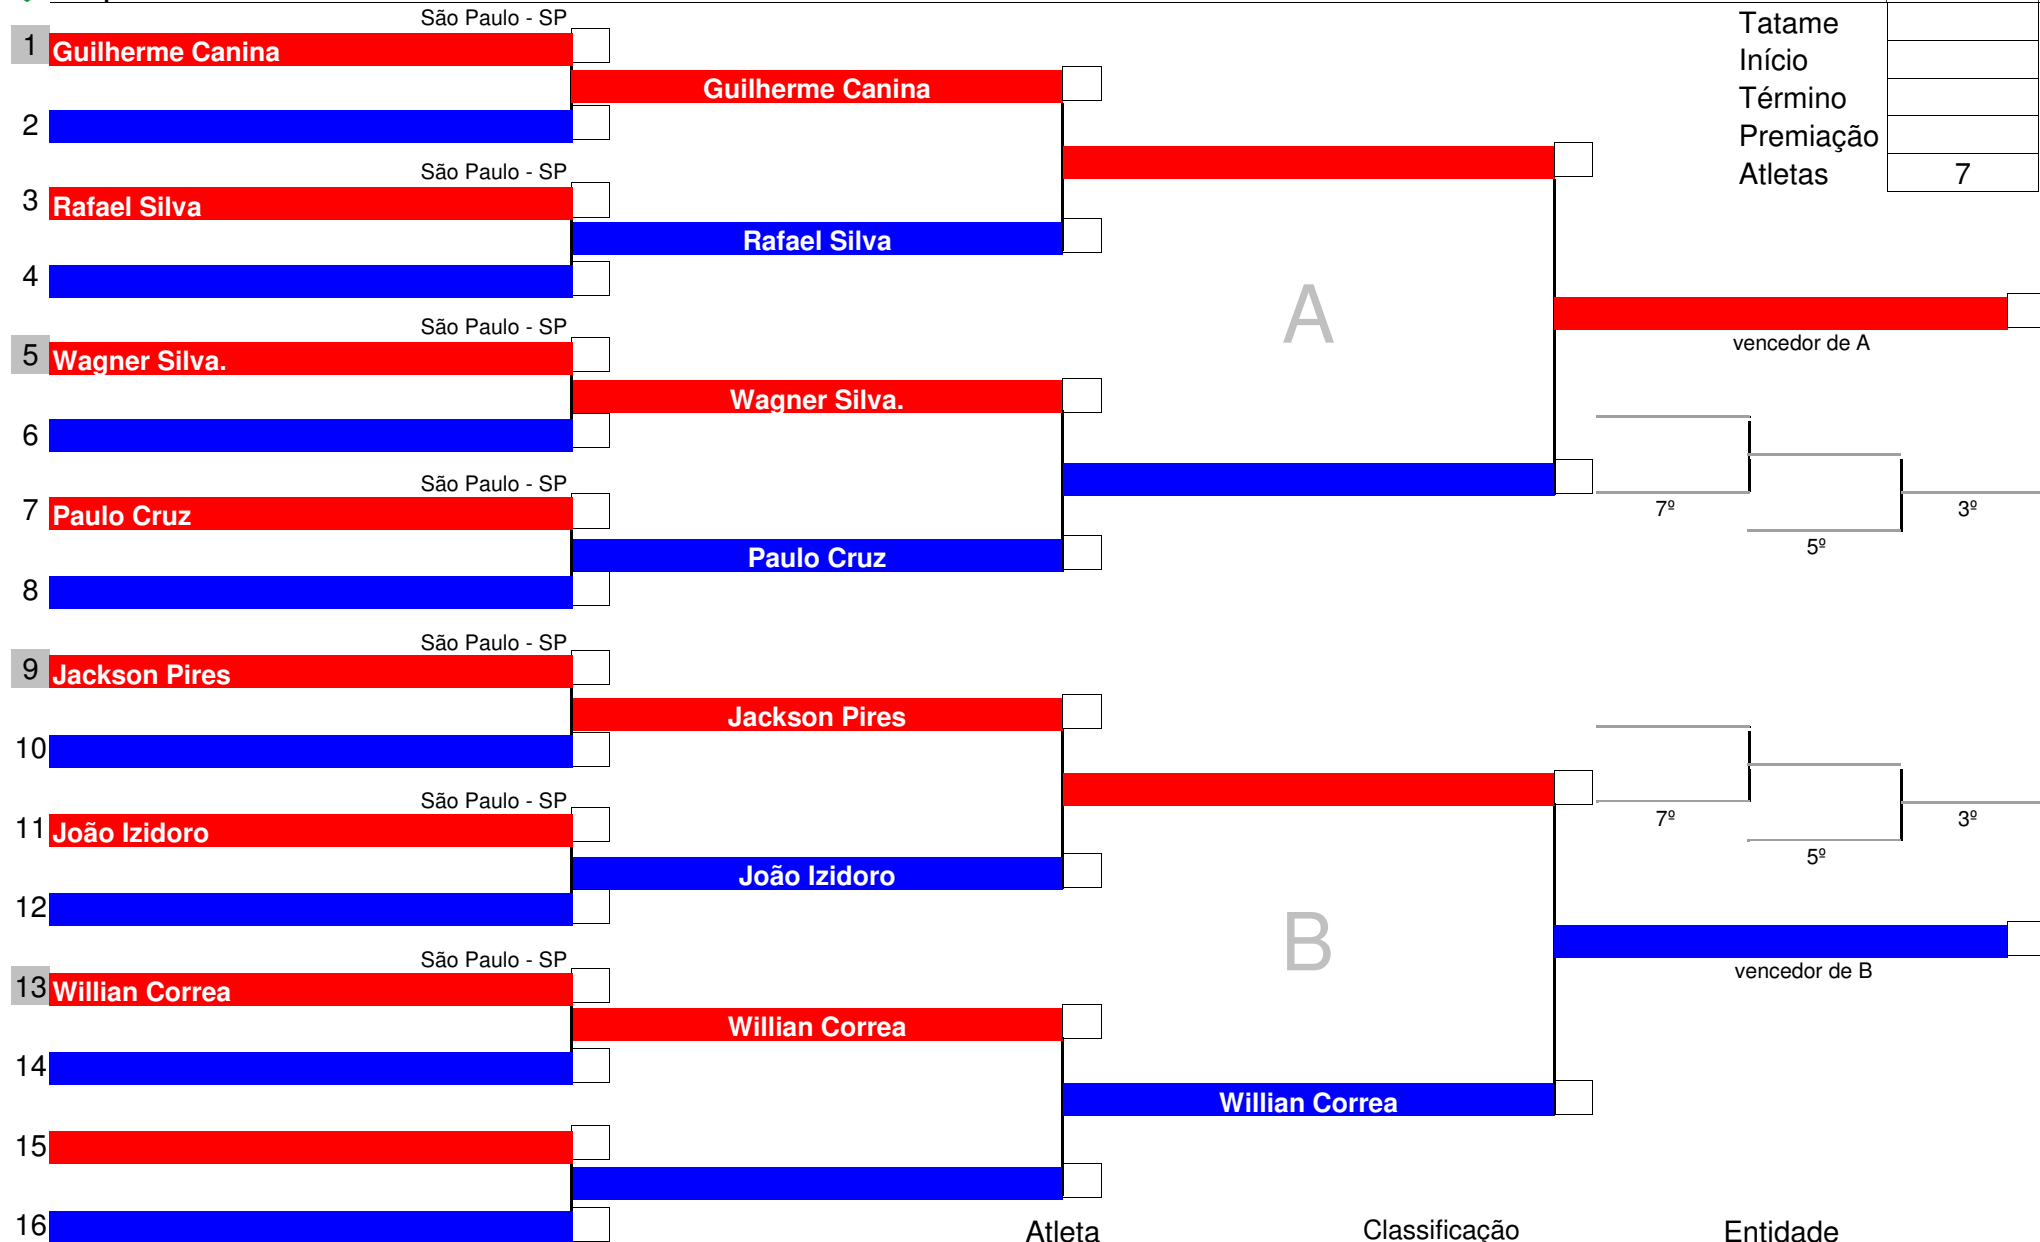 São Paulo - SP
Tatame
1 Guilherme Canina
Início
Guilherme Canina
Término
2
Premiação
São Paulo - SP
Atletas 7
3 Rafael Silva
Rafael Silva
4
A
São Paulo - SP
vencedor de A
5 Wagner Silva.
Wagner Silva.
6
São Paulo - SP
7 Paulo Cruz
7º 3º
5º
Paulo Cruz
8
São Paulo - SP
9 Jackson Pires
Jackson Pires
10
São Paulo - SP
7º 3º
11 João Izidoro
5º
João Izidoro
12
B
São Paulo - SP
vencedor de B
13 Willian Correa
Willian Correa
14
Willian Correa
15
16
Atleta Classificação Entidade